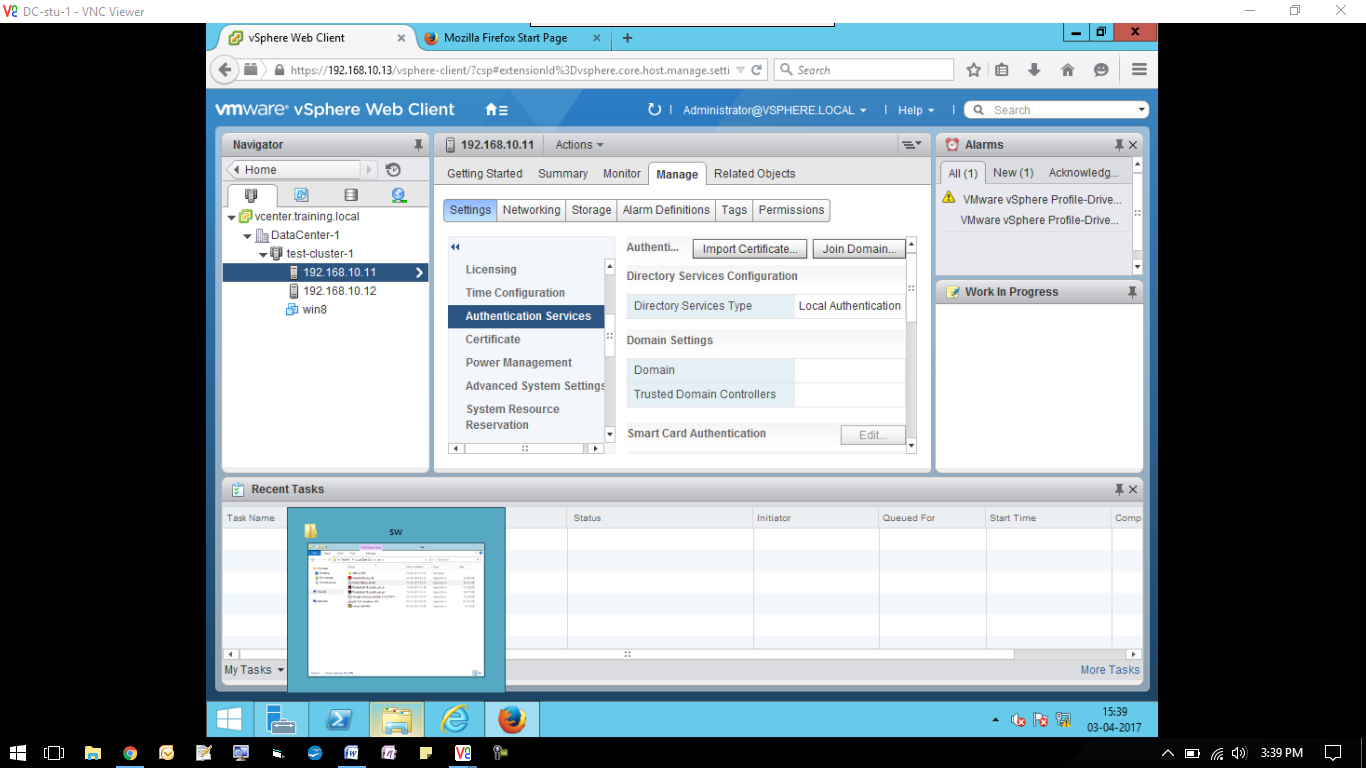 DC-stu-1 - VNC Viewer
vSphere Web Client
Mozilla Firefox Start Page
https://192.168.10.13/vsphere-client/?csp#extensionId%3Dvsphere.core.host.manage.setti
Search
vmware® vSphere Web Client
Administrator@VSPHERE.LOCAL
Help
Search
Navigator
Home
vcenter.training.local
DataCenter-1
test-cluster-1
192.168.10.11
192.168.10.12
win8
192.168.10.11
Actions
Getting Started
Summary
Monitor
Manage
Related Objects
Settings
Networking
Storage
Alarm Definitions
Tags
Permissions
Licensing
Time Configuration
Authentication Services
Certificate
Power Management
Advanced System Settings
System Resource
Reservation
Authenti...
Import Certificate...
Join Domain...
Directory Services Configuration
Directory Services Type
Local Authentication
Domain Settings
Domain
Trusted Domain Controllers
Smart Card Authentication
Edit...
Alarms
All (1)
New (1)
Acknowledg...
VMware vSphere Profile-Drive...
VMware vSphere Profile-Drive...
Work In Progress
Recent Tasks
Task Name
Status
Initiator
Queued For
Start Time
Comp
sw
My Tasks
More Tasks
15:39
03-04-2017
3:39 PM